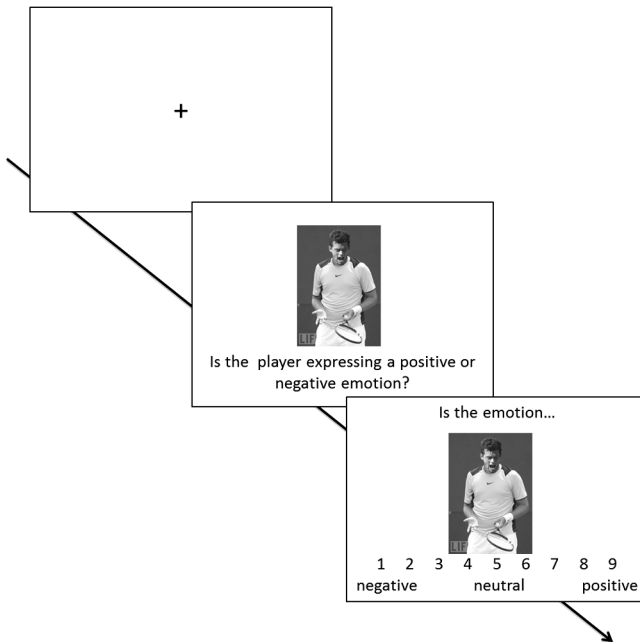 +
Is the player expressing a positive or
negative emotion?
Is the emotion...
1 2 3 4 5 6 7 8 9
negative neutral positive